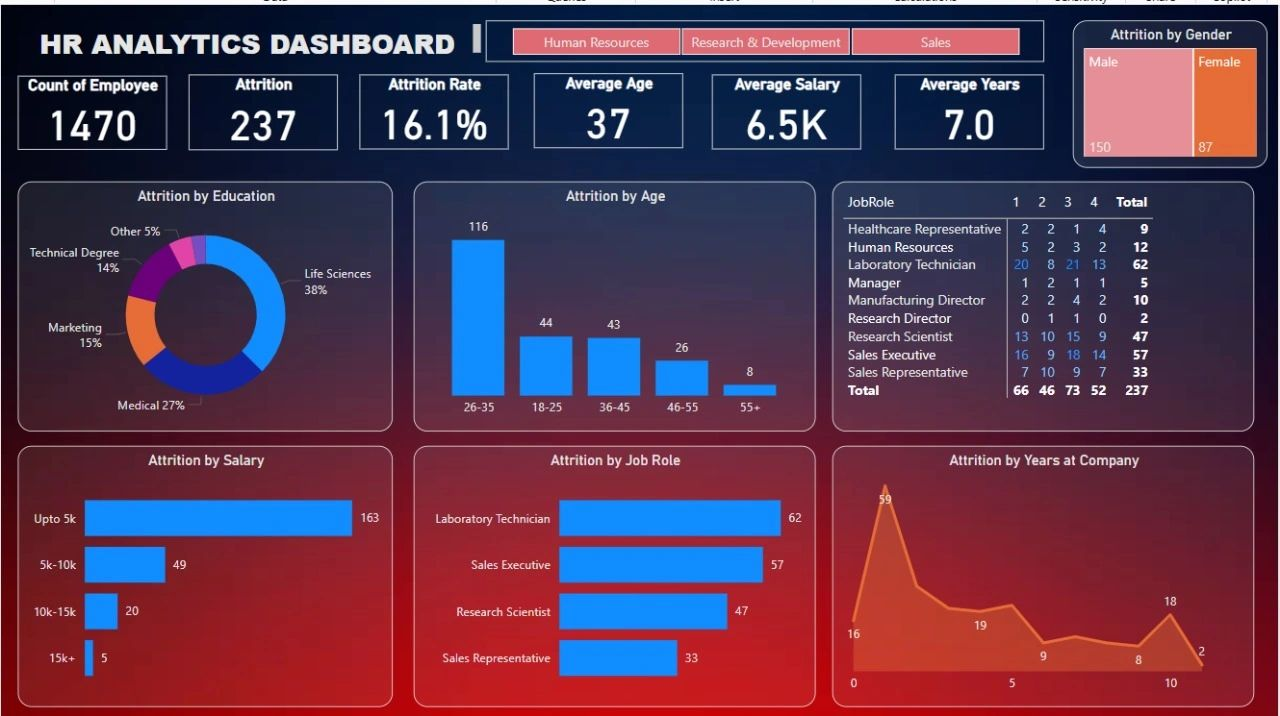 HR ANALYTICS DASHBOARD
Human Resources
Research & Development
Sales
Count of Employee
1470
Attrition
237
Attrition Rate
16.1%
Average Age
37
Average Salary
6.5K
Average Years
7.0
Attrition by Gender
Male
Female
150
87
Attrition by Education
Other 5%
Technical Degree
14%
Life Sciences
38%
Marketing
15%
Medical 27%
Attrition by Age
116
44
43
26
8
26-35
18-25
36-45
46-55
55+
JobRole 1 2 3 4 Total
Healthcare Representative 2 2 1 4 9
Human Resources 5 2 3 2 12
Laboratory Technician 20 8 21 13 62
Manager 1 2 1 1 5
Manufacturing Director 2 2 4 2 10
Research Director 0 1 1 0 2
Research Scientist 13 10 15 9 47
Sales Executive 16 9 18 14 57
Sales Representative 7 10 9 7 33
Total 66 46 73 52 237
Attrition by Salary
Upto 5k 163
5k-10k 49
10k-15k 20
15k+ 5
Attrition by Job Role
Laboratory Technician 62
Sales Executive 57
Research Scientist 47
Sales Representative 33
Attrition by Years at Company
59
16
19
9
8
18
2
0 5 10